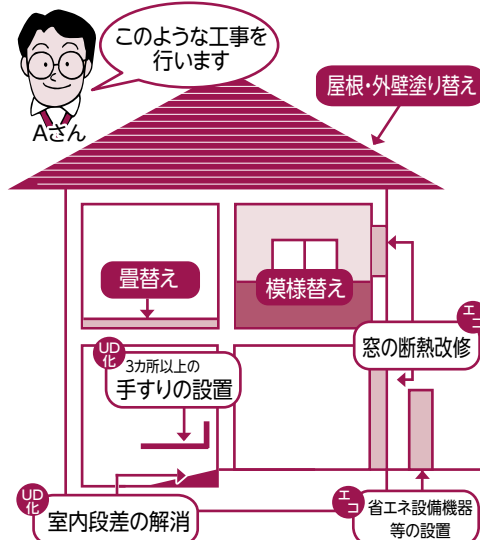 このような工事を
行います
Aさん
屋根・外壁塗り替え
畳替え
模様替え
エコ
窓の断熱改修
UD化
3カ所以上の
手すりの設置
UD化
室内段差の解消
エコ
省エネ設備機器
等の設置